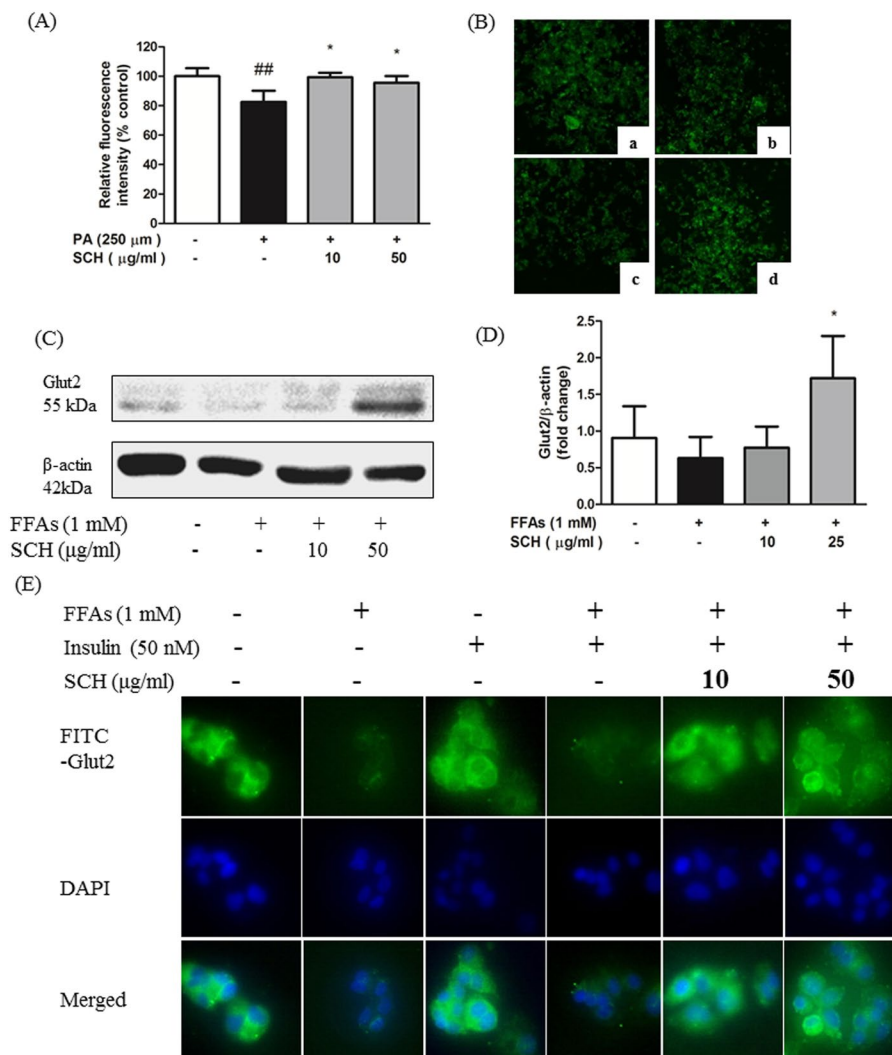 (A)
##
*
*
Relative fluorescence
intensity (% control)
120
100
80
60
40
20
0
PA (250 μm) - + + +
SCH ( μg/ml) - - 10 50
(B)
a
b
c
d
(C)
Glut2
55 kDa
β-actin
42kDa
FFAs (1 mM) - + + +
SCH (μg/ml) - - 10 50
(D)
*
Glut2/β-actin
(fold change)
2.5
2.0
1.5
1.0
0.5
0.0
FFAs (1 mM) - + + +
SCH ( μg/ml ) - - 10 25
(E)
FFAs (1 mM) - + - + + +
Insulin (50 nM) - - + + + +
SCH (μg/ml) - - - - 10 50
FITC
-Glut2
DAPI
Merged